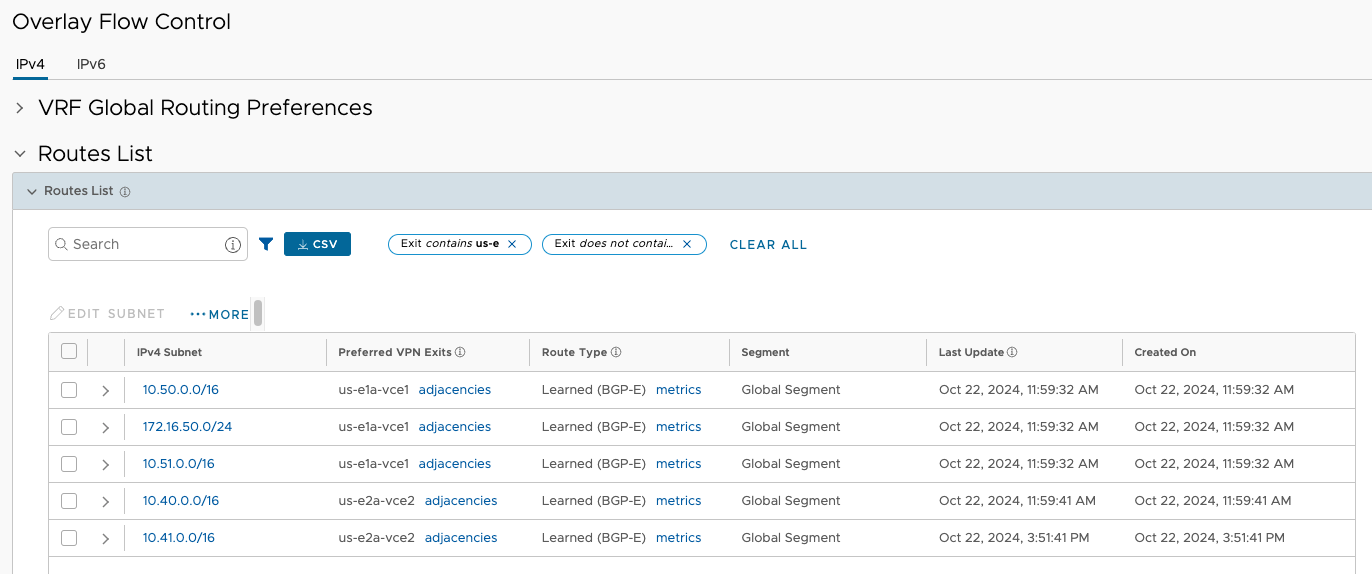 Overlay Flow Control
IPv4 IPv6
VRF Global Routing Preferences
Routes List
Routes List
Search CSV Exit contains us-e Exit does not contai... CLEAR ALL
EDIT SUBNET ...MORE
IPv4 Subnet Preferred VPN Exits Route Type Segment Last Update Created On
10.50.0.0/16 us-e1a-vce1 adjacencies Learned (BGP-E) metrics Global Segment Oct 22, 2024, 11:59:32 AM Oct 22, 2024, 11:59:32 AM
172.16.50.0/24 us-e1a-vce1 adjacencies Learned (BGP-E) metrics Global Segment Oct 22, 2024, 11:59:32 AM Oct 22, 2024, 11:59:32 AM
10.51.0.0/16 us-e1a-vce1 adjacencies Learned (BGP-E) metrics Global Segment Oct 22, 2024, 11:59:32 AM Oct 22, 2024, 11:59:32 AM
10.40.0.0/16 us-e2a-vce2 adjacencies Learned (BGP-E) metrics Global Segment Oct 22, 2024, 11:59:41 AM Oct 22, 2024, 11:59:41 AM
10.41.0.0/16 us-e2a-vce2 adjacencies Learned (BGP-E) metrics Global Segment Oct 22, 2024, 3:51:41 PM Oct 22, 2024, 3:51:41 PM